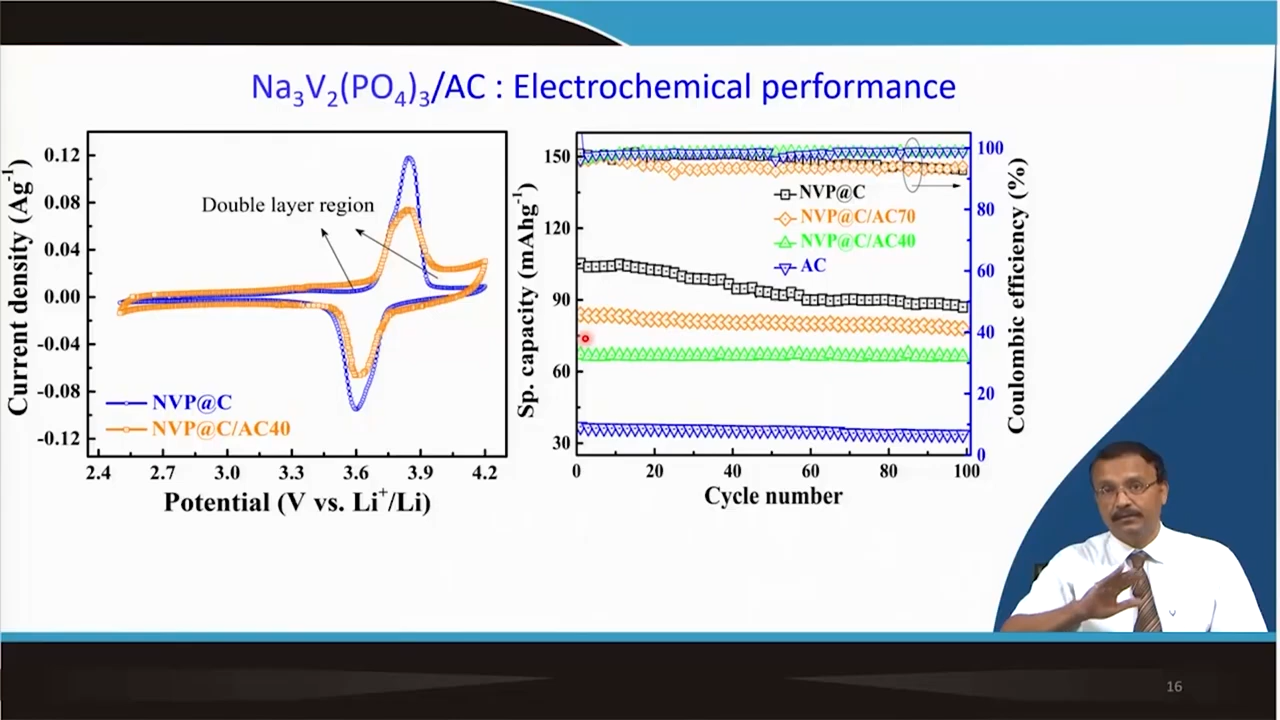 Na3V2(PO4)3/AC : Electrochemical performance
Current density (Ag-1)
0.12
0.08
0.04
0.00
-0.04
-0.08
-0.12
Double layer region
NVP@C
NVP@C/AC40
2.4 2.7 3.0 3.3 3.6 3.9 4.2
Potential (V vs. Li+/Li)
Sp. capacity (mAhg-1)
150
120
90
60
30
NVP@C
NVP@C/AC70
NVP@C/AC40
AC
100
80
60
40
20
0
Coulombic efficiency (%)
0 20 40 60 80 100
Cycle number
16